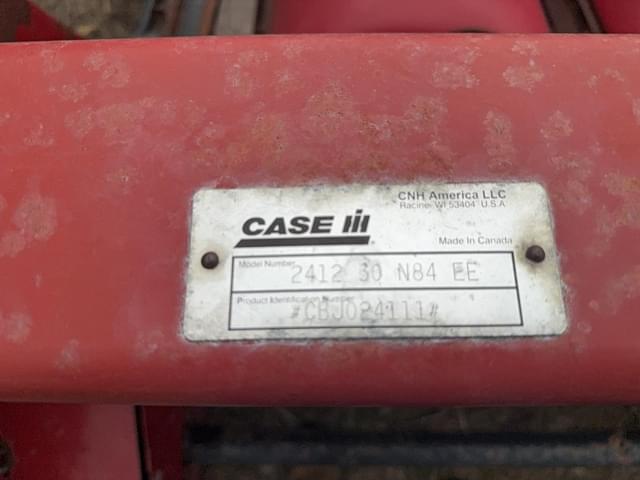 CNH America LLC
Racine, WI 53404 U.S.A
CASE IH
Made In Canada
Model Number
2412 30 N84 EE
Product Identification Number
*CBJ024111*